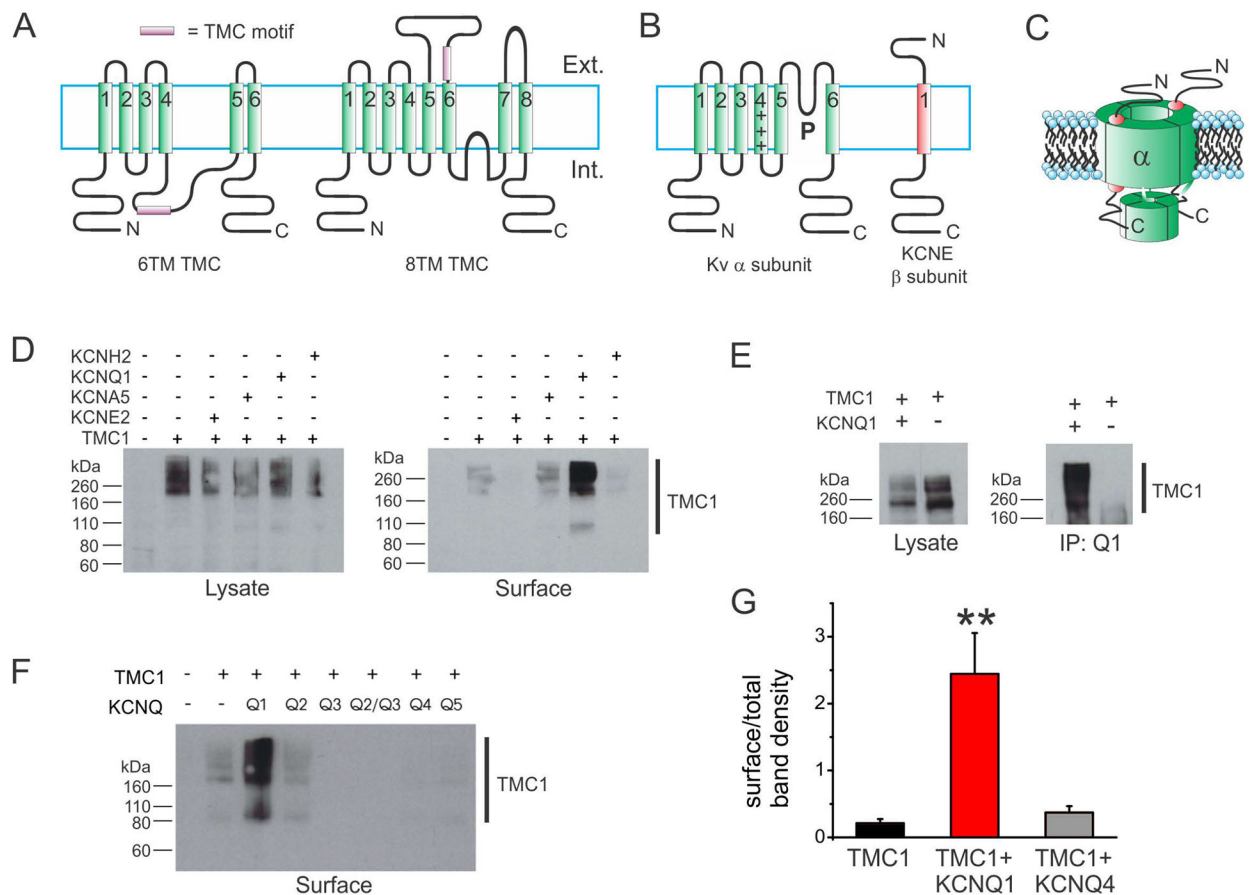 A
= TMC motif
1 2 3 4 5 6
N
C
6TM TMC
1 2 3 4 5 6 7 8
Ext.
Int.
N
C
8TM TMC
B
1 2 3 4 5 6
+
+
+
P
N
C
Kv α subunit
N
1
C
KCNE
β subunit
C
N
N
α
C
C
D
KCNH2 - - - - - +
KCNQ1 - - - - + -
KCNA5 - - - + - -
KCNE2 - - + - - -
TMC1 - + + + + +
kDa
260
160
110
80
60
Lysate
- - - - - +
- - - - + -
- - - + - -
- - + - - -
- + + + + +
kDa
260
160
110
80
60
TMC1
Surface
E
TMC1 + +
KCNQ1 + -
260
160
Lysate
+ +
+ -
260
160
TMC1
IP: Q1
F
TMC1 - + + + + + + +
KCNQ - - Q1 Q2 Q3 Q2/Q3 Q4 Q5
kDa
160
110
80
60
TMC1
Surface
G
surface/total
band density
3
2
1
0
**
TMC1
TMC1+
KCNQ1
TMC1+
KCNQ4